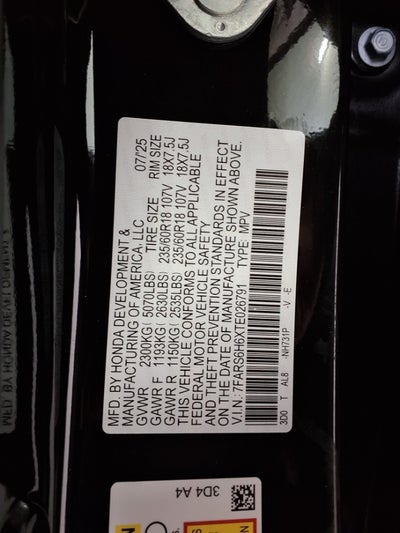 MFD. BY HONDA DEVELOPMENT &
MANUFACTURING OF AMERICA, LLC 07/'25
GVWR 2300KG ( 5070LBS) TIRE SIZE RIM SIZE
GAWR F 1193KG ( 2630LBS) 235/60R18 107V 18X7.5J
GAWR R 1150KG ( 2535LBS) 235/60R18 107V 18X7.5J
THIS VEHICLE CONFORMS TO ALL APPLICABLE
FEDERAL MOTOR VEHICLE SAFETY
AND THEFT PREVENTION STANDARDS IN EFFECT
ON THE DATE OF MANUFACTURE SHOWN ABOVE.
V.I.N.: 7FARS6H6XTE026791 TYPE: MPV
3D0 T AL8 -NH731P -V -E
3D4 A4